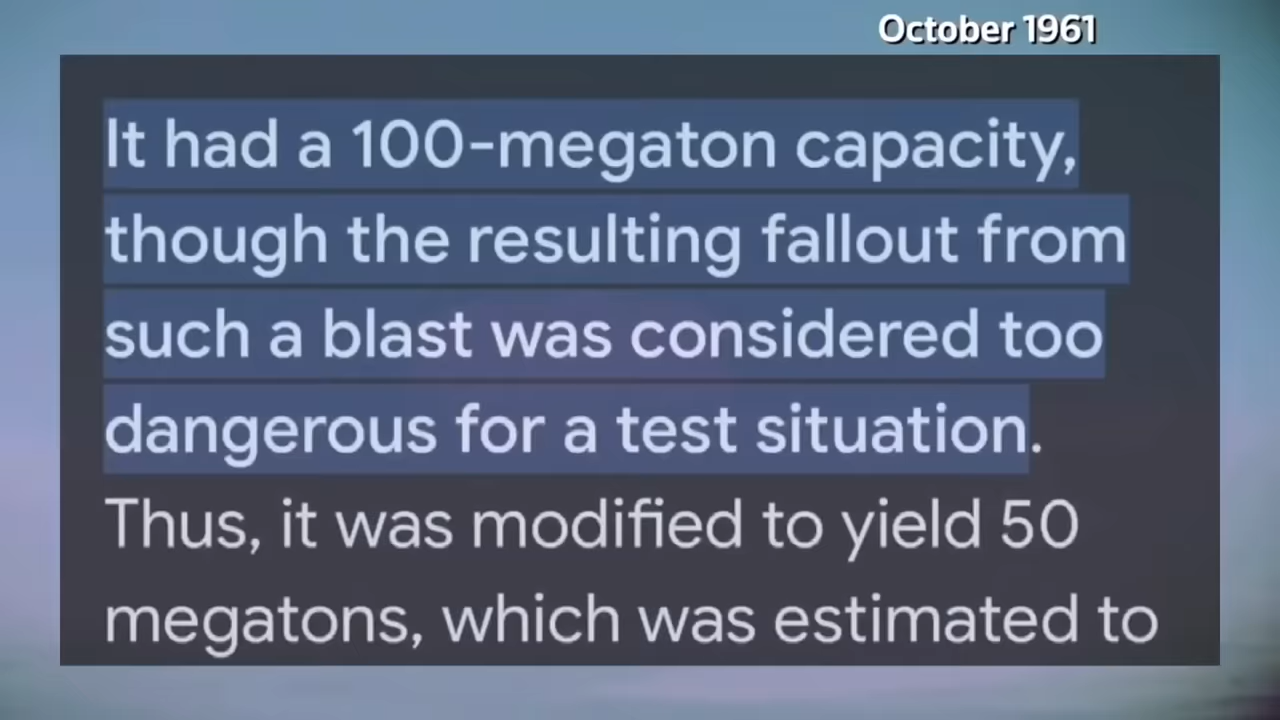 October 1961
It had a 100-megaton capacity,
though the resulting fallout from
such a blast was considered too
dangerous for a test situation.
Thus, it was modified to yield 50
megatons, which was estimated to